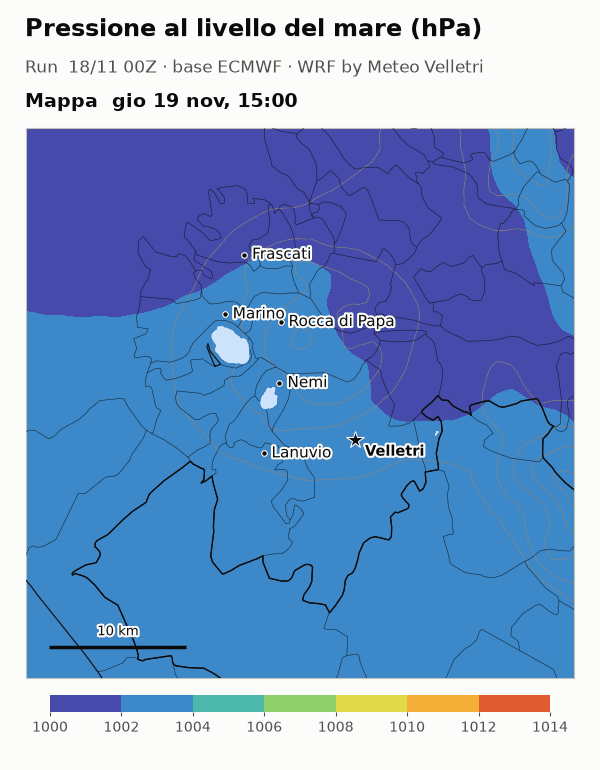 Pressione al livello del mare (hPa)
Run  18/11 00Z · base ECMWF · WRF by Meteo Velletri
Mappa  gio 19 nov, 15:00
Frascati
Marino
Rocca di Papa
Nemi
Velletri
Lanuvio
10 km
1000 1002 1004 1006 1008 1010 1012 1014